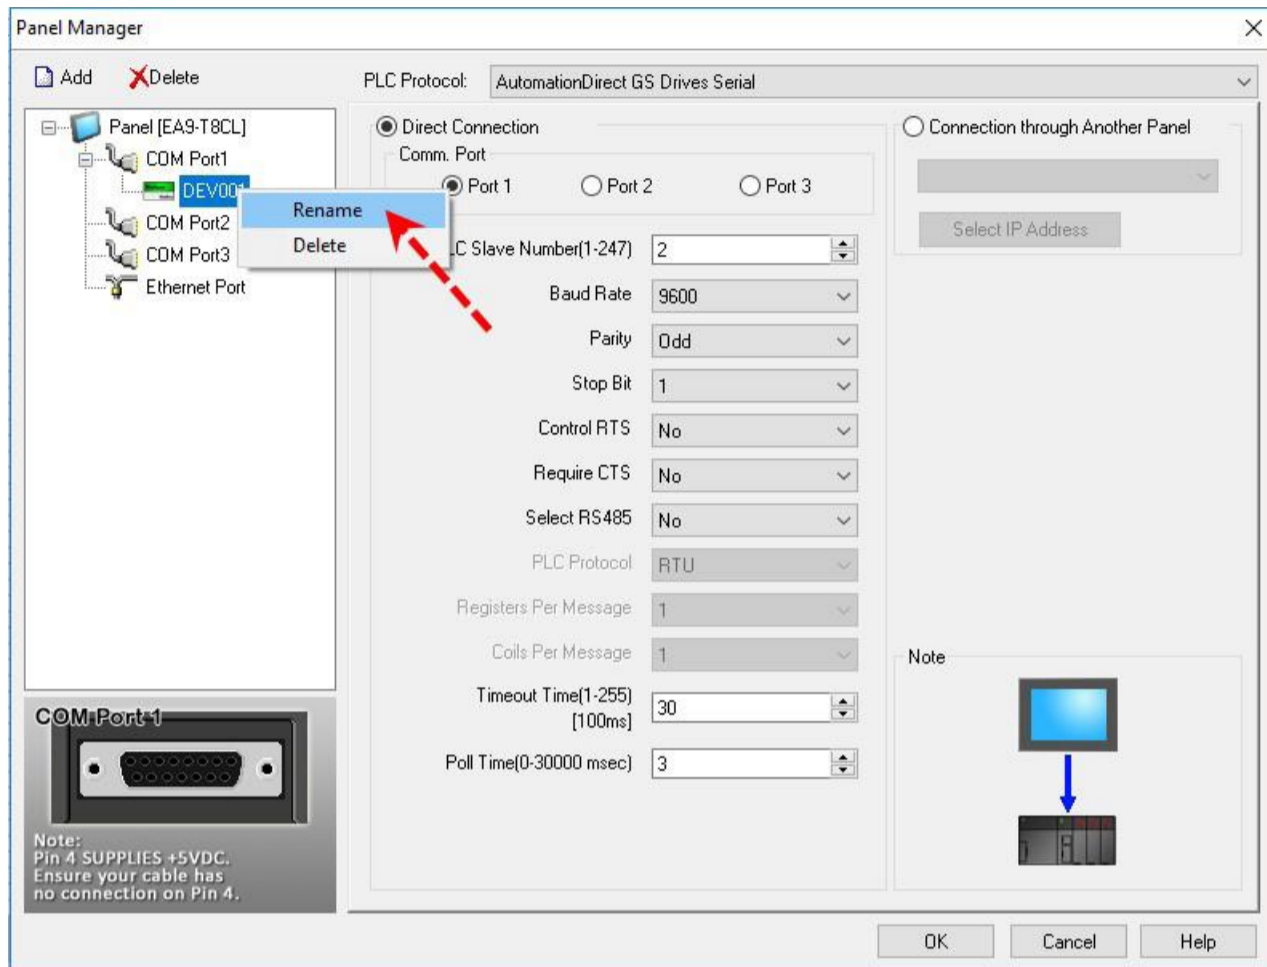 Panel Manager
Add Delete
PLC Protocol: AutomationDirect GS Drives Serial
Panel [EA9-T8CL]
COM Port1
DEV001
COM Port2
COM Port3
Ethernet Port
Rename
Delete
Direct Connection
Comm. Port
Port 1 Port 2 Port 3
LC Slave Number(1-247) 2
Baud Rate 9600
Parity Odd
Stop Bit 1
Control RTS No
Require CTS No
Select RS485 No
PLC Protocol RTU
Registers Per Message 1
Coils Per Message 1
Timeout Time(1-255)
[100ms] 30
Poll Time(0-30000 msec) 3
Connection through Another Panel
Select IP Address
Note
COM Port 1
Note:
Pin 4 SUPPLIES +5VDC.
Ensure your cable has
no connection on Pin 4.
OK Cancel Help